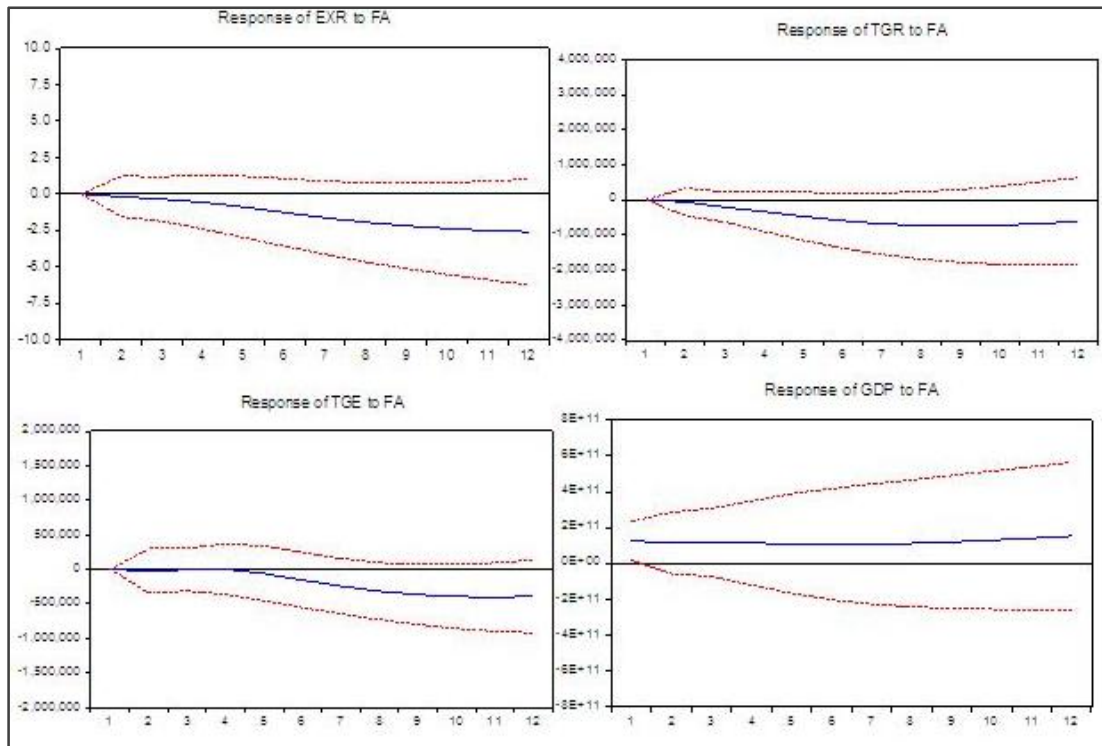 Response of EXR to FA
10.0
7.5
5.0
2.5
0.0
-2.5
-5.0
-7.5
-10.0
1 2 3 4 5 6 7 8 9 10 11 12
Response of TGR to FA
4,000,000
3,000,000
2,000,000
1,000,000
0
-1,000,000
-2,000,000
-3,000,000
-4,000,000
1 2 3 4 5 6 7 8 9 10 11 12
Response of TGE to FA
2,000,000
1,500,000
1,000,000
500,000
0
-500,000
-1,000,000
-1,500,000
-2,000,000
1 2 3 4 5 6 7 8 9 10 11 12
Response of GDP to FA
8E+11
6E+11
4E+11
2E+11
0E+00
-2E+11
-4E+11
-6E+11
-8E+11
1 2 3 4 5 6 7 8 9 10 11 12